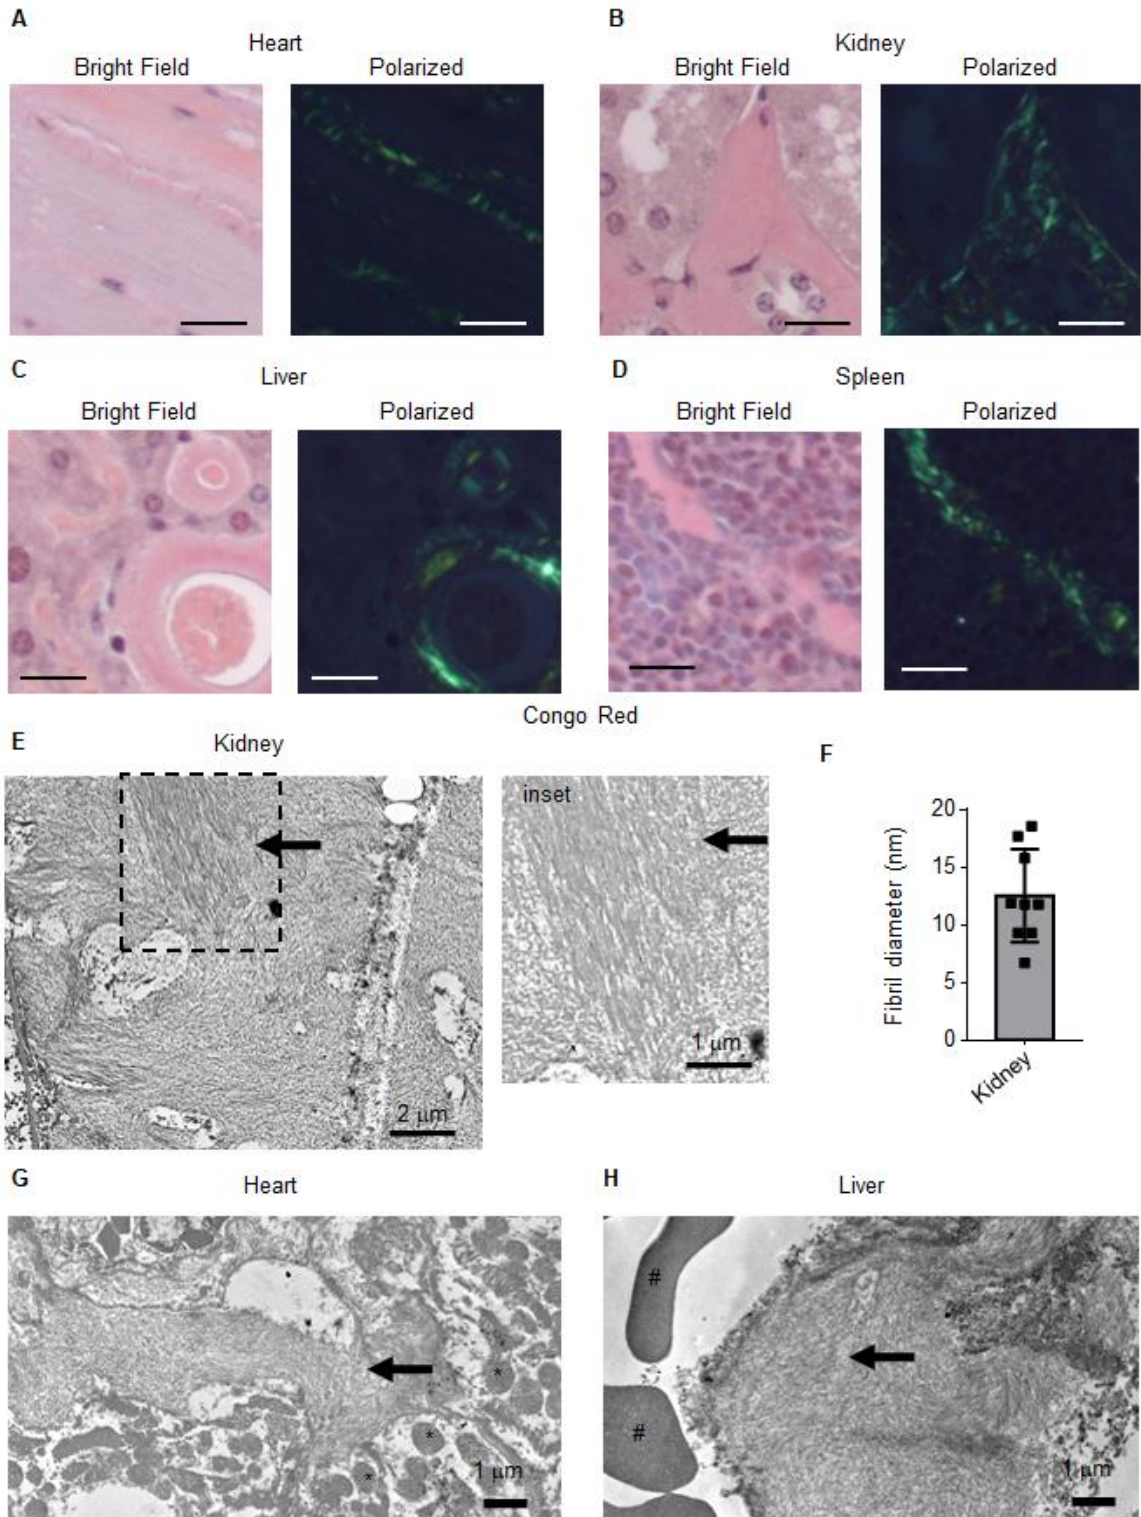 A
B
Heart
Kidney
Bright Field
Polarized
Bright Field
Polarized
C
D
Liver
Spleen
Bright Field
Polarized
Bright Field
Polarized
Congo Red
E
Kidney
F
inset
2 μm
1 μm
Fibril diameter (nm)
20
15
10
5
0
Kidney
G
Heart
H
Liver
*
*
*
1 μm
#
#
1 μm